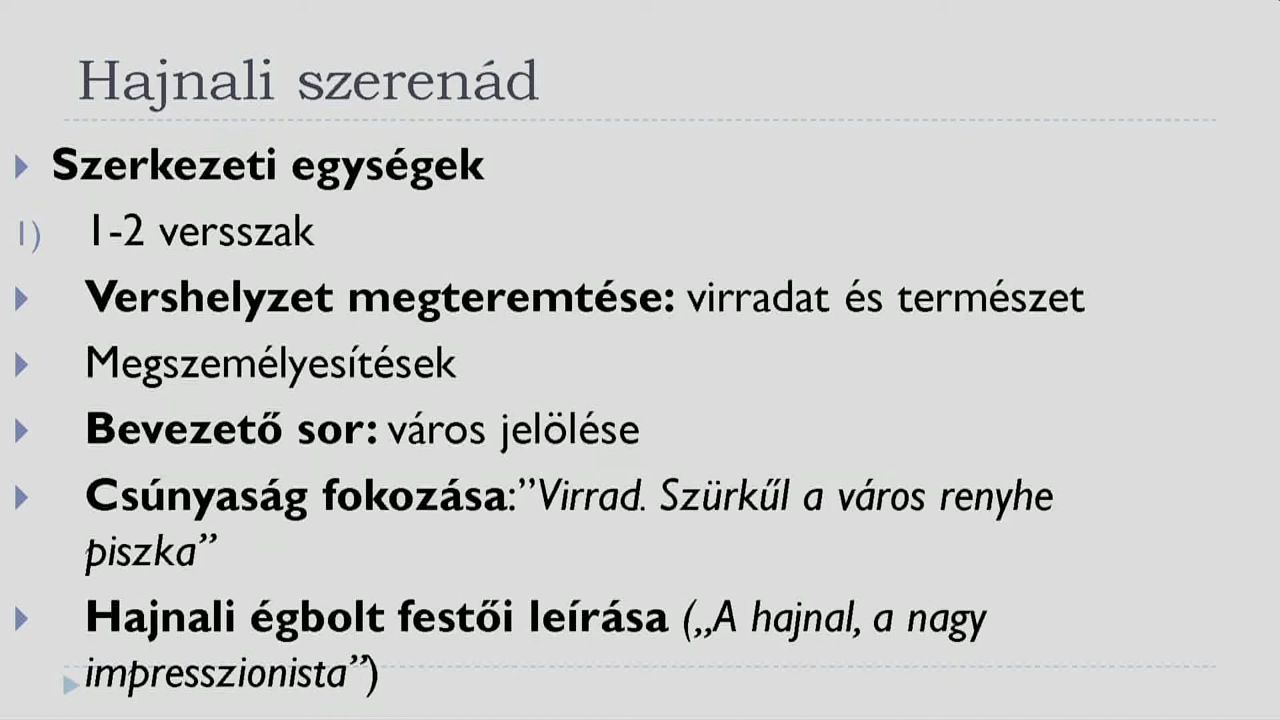 Hajnali szerenád
Szerkezeti egységek
1) 1-2 versszak
Vershelyzet megteremtése: virradat és természet
Megszemélyesítések
Bevezető sor: város jelölése
Csúnyaság fokozása:”Virrad. Szürkűl a város renyhe
piszka”
Hajnali égbolt festői leírása („A hajnal, a nagy
impresszionista”)